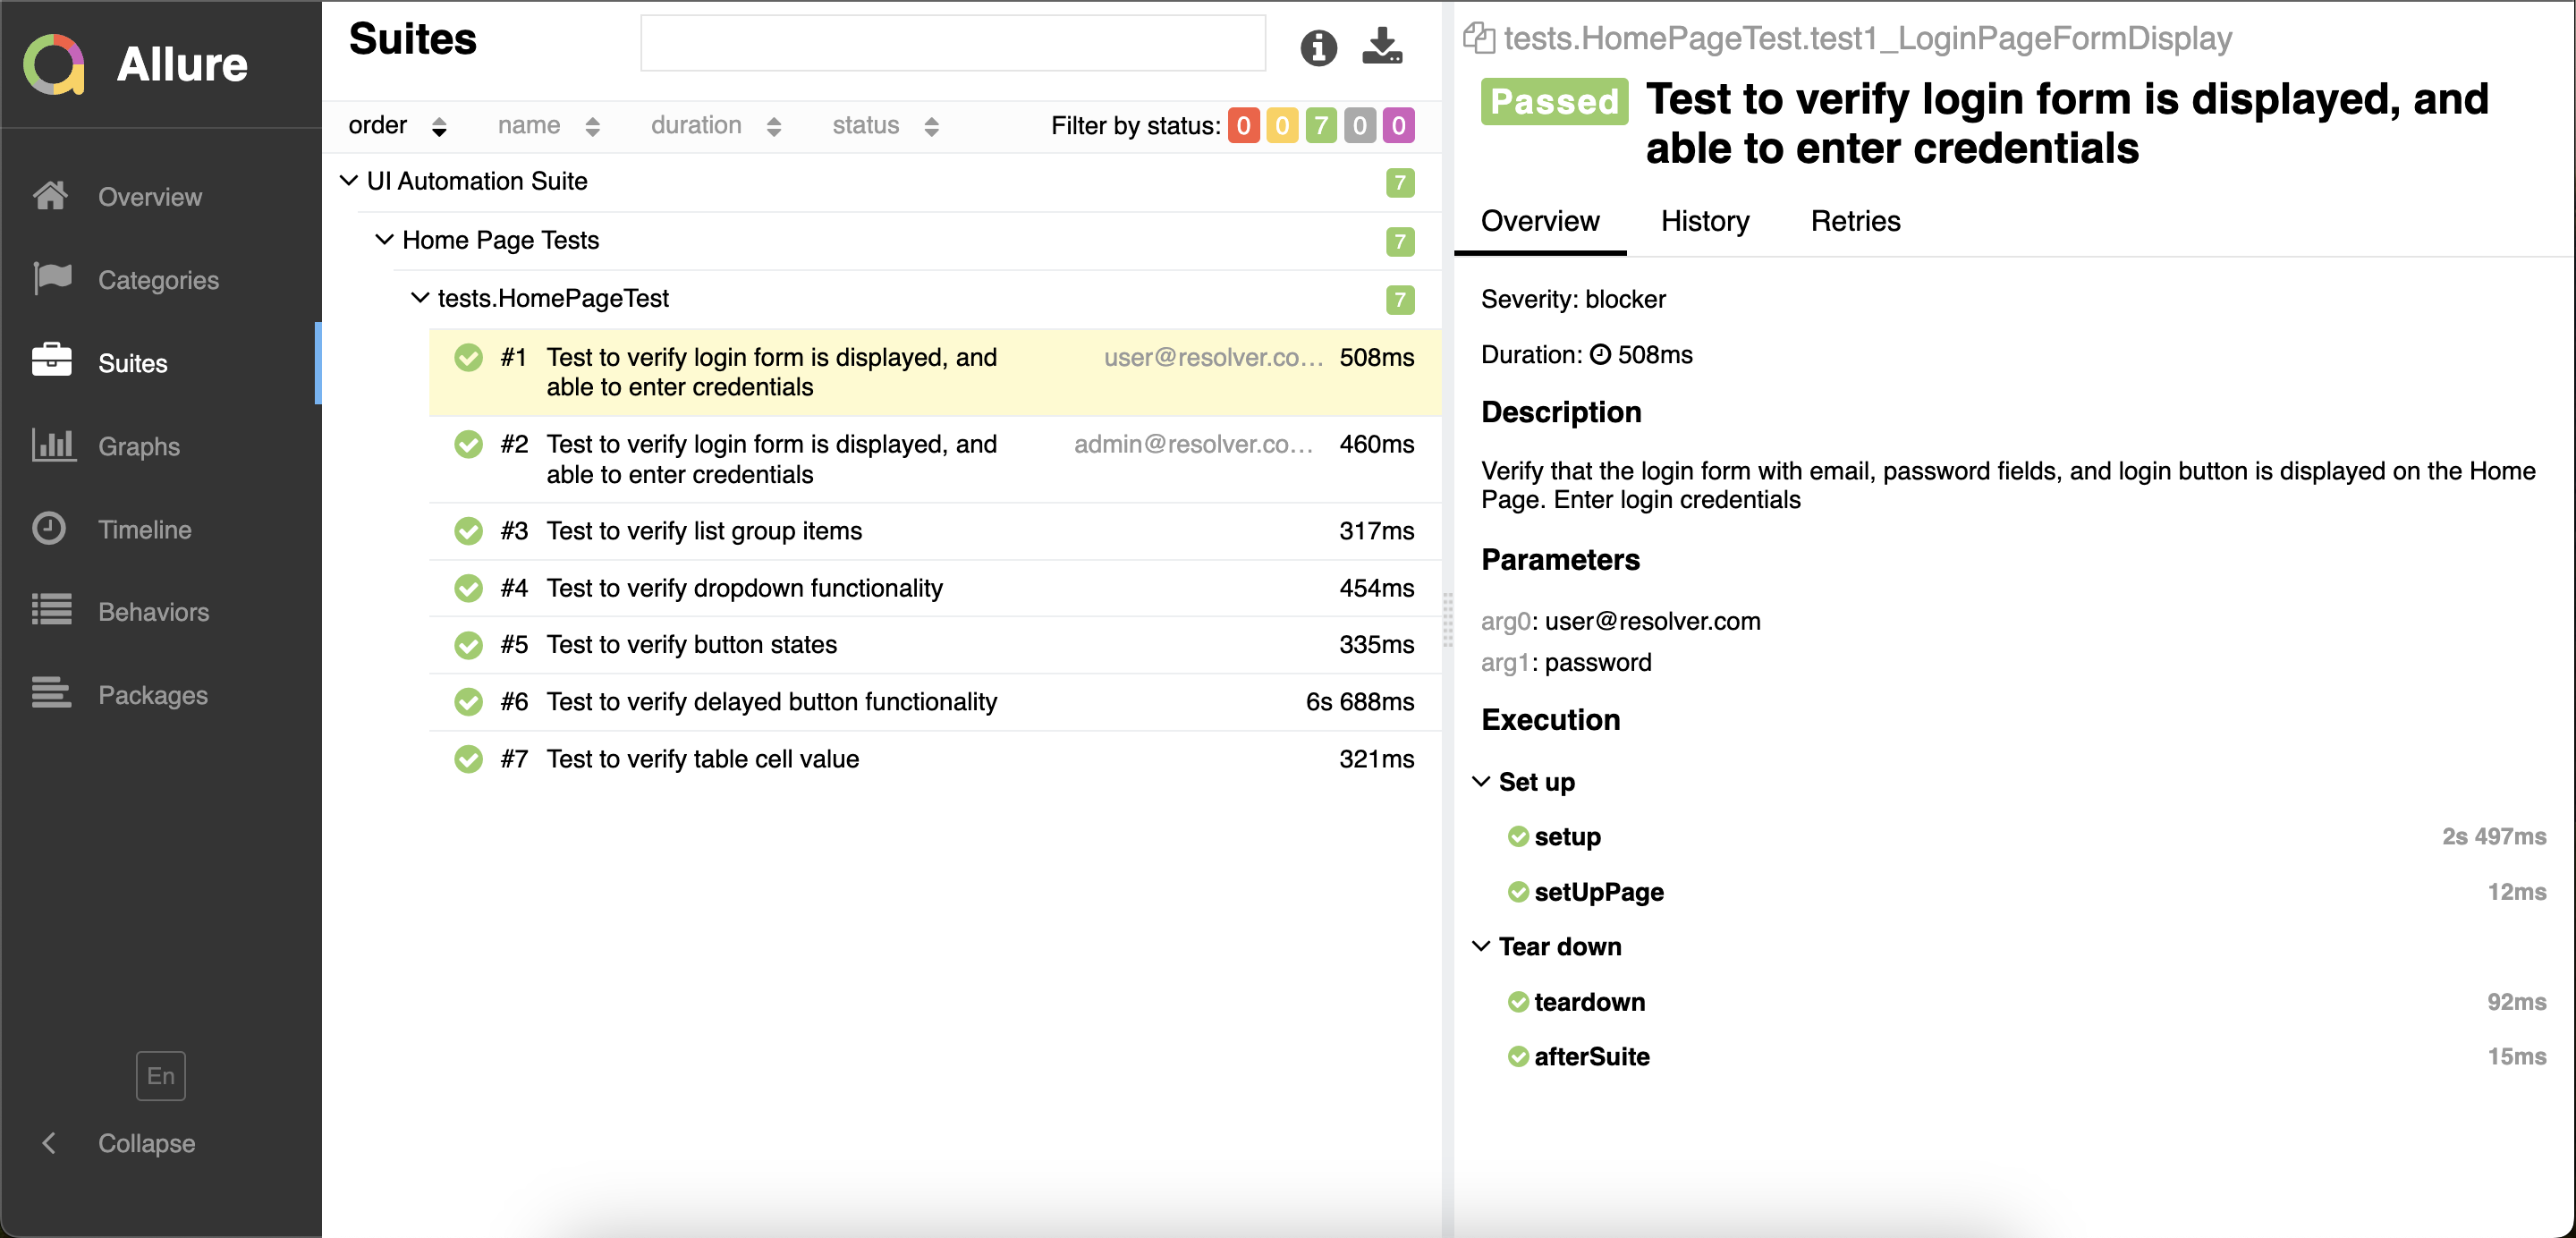 Allure
Overview
Categories
Suites
Graphs
Timeline
Behaviors
Packages
En
Collapse
Suites
order name duration status Filter by status: 0 0 7 0 0
UI Automation Suite 7
Home Page Tests 7
tests.HomePageTest 7
#1 Test to verify login form is displayed, and user@resolver.co... 508ms
able to enter credentials
#2 Test to verify login form is displayed, and admin@resolver.co... 460ms
able to enter credentials
#3 Test to verify list group items 317ms
#4 Test to verify dropdown functionality 454ms
#5 Test to verify button states 335ms
#6 Test to verify delayed button functionality 6s 688ms
#7 Test to verify table cell value 321ms
tests.HomePageTest.test1_LoginPageFormDisplay
Passed Test to verify login form is displayed, and
able to enter credentials
Overview History Retries
Severity: blocker
Duration: 508ms
Description
Verify that the login form with email, password fields, and login button is displayed on the Home
Page. Enter login credentials
Parameters
arg0: user@resolver.com
arg1: password
Execution
Set up
setup 2s 497ms
setUpPage 12ms
Tear down
teardown 92ms
afterSuite 15ms